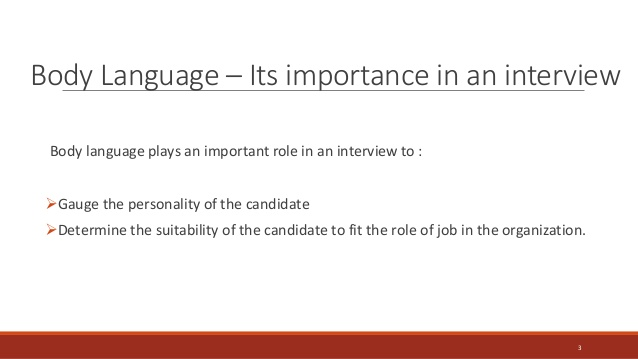 Body Language – Its importance in an interview
Body language plays an important role in an interview to :
Gauge the personality of the candidate
Determine the suitability of the candidate to fit the role of job in the organization.
3